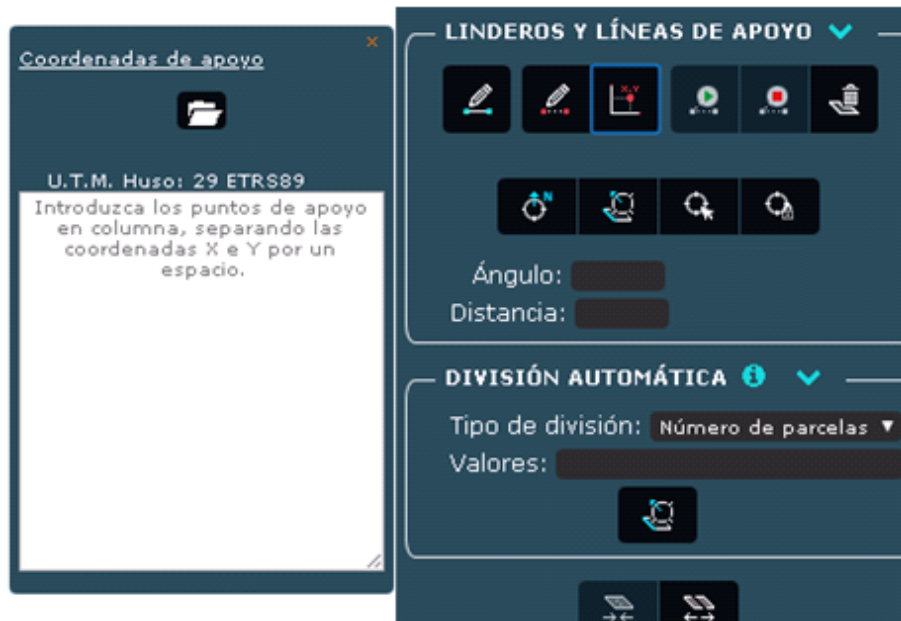 Coordenadas de apoyo
×
U.T.M. Huso: 29 ETRS89
Introduzca los puntos de apoyo
en columna, separando las
coordenadas X e Y por un
espacio.
LINDEROS Y LÍNEAS DE APOYO
X,Y
N
Ángulo:
Distancia:
DIVISIÓN AUTOMÁTICA
Tipo de división: Número de parcelas
Valores: